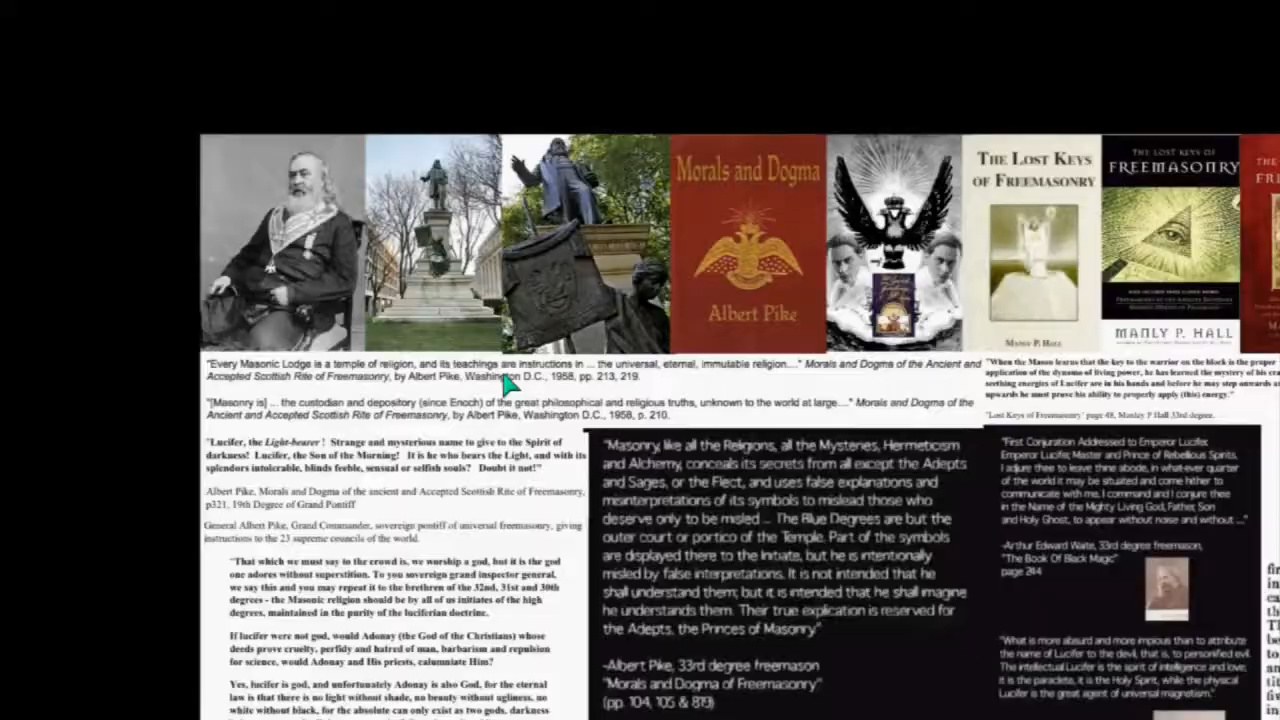 Morals and Dogma
Albert Pike
THE LOST KEYS
OF FREEMASONRY
MANLY P. HALL
THE LOST KEYS OF
FREEMASONRY
MANLY P. HALL
"Every Masonic Lodge is a temple of religion, and its teachings are instructions in ... the universal, eternal, immutable religion...." Morals and Dogma of the Ancient and
Accepted Scottish Rite of Freemasonry, by Albert Pike, Washington D.C., 1958, pp. 213, 219.
"[Masonry is] ... the custodian and depository (since Enoch) of the great philosophical and religious truths, unknown to the world at large...." Morals and Dogma of the
Ancient and Accepted Scottish Rite of Freemasonry, by Albert Pike, Washington D.C., 1958, p. 210.
"Lucifer, the Light-bearer ! Strange and mysterious name to give to the Spirit of
darkness! Lucifer, the Son of the Morning! It is he who bears the Light, and with its
splendors intolerable, blinds feeble, sensual or selfish souls? Doubt it not!"
Albert Pike, Morals and Dogma of the ancient and Accepted Scottish Rite of Freemasonry,
p321, 19th Degree of Grand Pontiff
General Albert Pike, Grand Commander, sovereign pontiff of universal freemasonry, giving
instructions to the 23 supreme councils of the world.
"That which we must say to the crowd is, we worship a god, but it is the god
one adores without superstition. To you sovereign grand inspector general,
we say this and you may repeat it to the brethren of the 32nd, 31st and 30th
degrees - the Masonic religion should be by all of us initiates of the high
degrees, maintained in the purity of the luciferian doctrine.
If lucifer were not god, would Adonay (the God of the Christians) whose
deeds prove cruelty, perfidy and hatred of man, barbarism and repulsion
for science, would Adonay and His priests, calumniate Him?
Yes, lucifer is god, and unfortunately Adonay is also God, for the eternal
law is that there is no light without shade, no beauty without ugliness, no
white without black, for the absolute can only exist as two gods, darkness
"Masonry, like all the Religions, all the Mysteries, Hermeticism
and Alchemy, conceals its secrets from all except the Adepts
and Sages, or the Elect, and uses false explanations and
misinterpretations of its symbols to mislead those who
deserve only to be misled ... The Blue Degrees are but the
outer court or portico of the Temple. Part of the symbols
are displayed there to the Initiate, but he is intentionally
misled by false interpretations. It is not intended that he
shall understand them; but it is intended that he shall imagine
he understands them. Their true explication is reserved for
the Adepts, the Princes of Masonry."
-Albert Pike, 33rd degree freemason
"Morals and Dogma of Freemasonry"
(pp. 104, 105 & 819)
"When the Mason learns that the key to the warrior on the block is the proper
application of the dynamo of living power, he has learned the mystery of his cra
seething energies of Lucifer are in his hands and before he may step onwards a
upwards he must prove his ability to properly apply (this) energy."
'Lost Keys of Freemasonry' page 48, Manley P Hall 33rd degree.
"First Conjuration Addressed to Emperor Lucifer.
Emperor Lucifer, Master and Prince of Rebellious Spirits,
I adjure thee to leave thine abode, in what-ever quarter
of the world it may be situated and come hither to
communicate with me. I command and I conjure thee
in the Name of the Mighty Living God, Father, Son
and Holy Ghost, to appear without noise and without ..."
-Arthur Edward Waite, 33rd degree freemason,
"The Book Of Black Magic"
page 244
"What is more absurd and more impious than to attribute
the name of Lucifer to the devil, that is, to personified evil.
The intellectual Lucifer is the spirit of intelligence and love;
it is the paraclete, it is the Holy Spirit, while the physical
Lucifer is the great agent of universal magnetism."